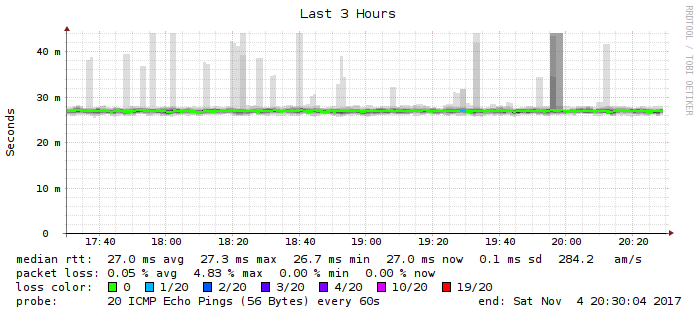 Last 3 Hours
RRDTOOL / TOBI OETIKER
Seconds
40 m
30 m
20 m
10 m
0
17:40 18:00 18:20 18:40 19:00 19:20 19:40 20:00 20:20
median rtt: 27.0 ms avg 27.3 ms max 26.7 ms min 27.0 ms now 0.1 ms sd 284.2 am/s
packet loss: 0.05 % avg 4.83 % max 0.00 % min 0.00 % now
loss color: 0 1/20 2/20 3/20 4/20 10/20 19/20
probe: 20 ICMP Echo Pings (56 Bytes) every 60s end: Sat Nov 4 20:30:04 2017